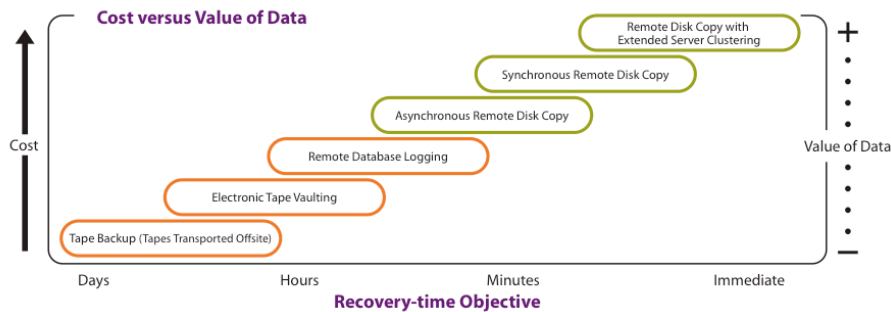 Cost versus Value of Data
Remote Disk Copy with
Extended Server Clustering
+
Synchronous Remote Disk Copy
Asynchronous Remote Disk Copy
Cost
Remote Database Logging
Value of Data
Electronic Tape Vaulting
Tape Backup (Tapes Transported Offsite)
−
Days Hours Minutes Immediate
Recovery-time Objective